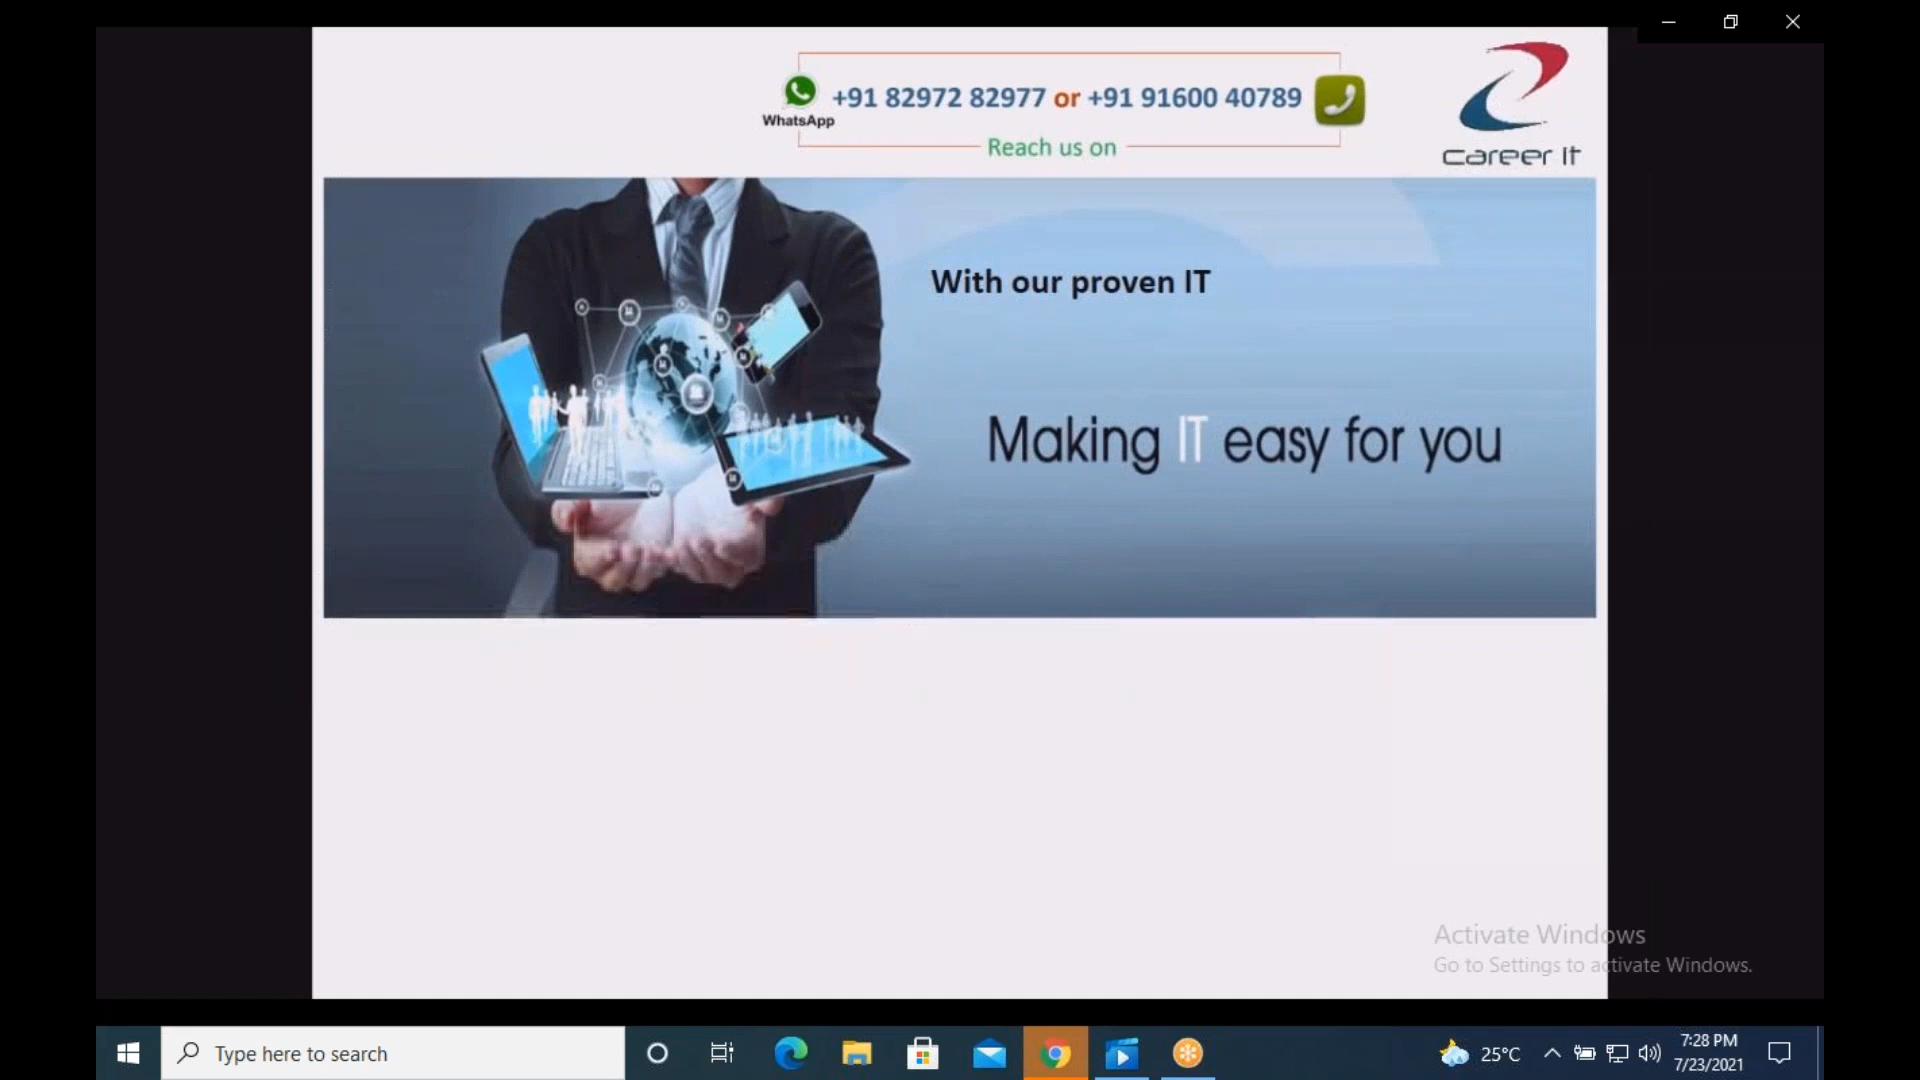 +91 82972 82977 or +91 91600 40789
WhatsApp
Reach us on
career it
With our proven IT
Making IT easy for you
Activate Windows
Go to Settings to activate Windows.
Type here to search
25°C
7:28 PM
7/23/2021